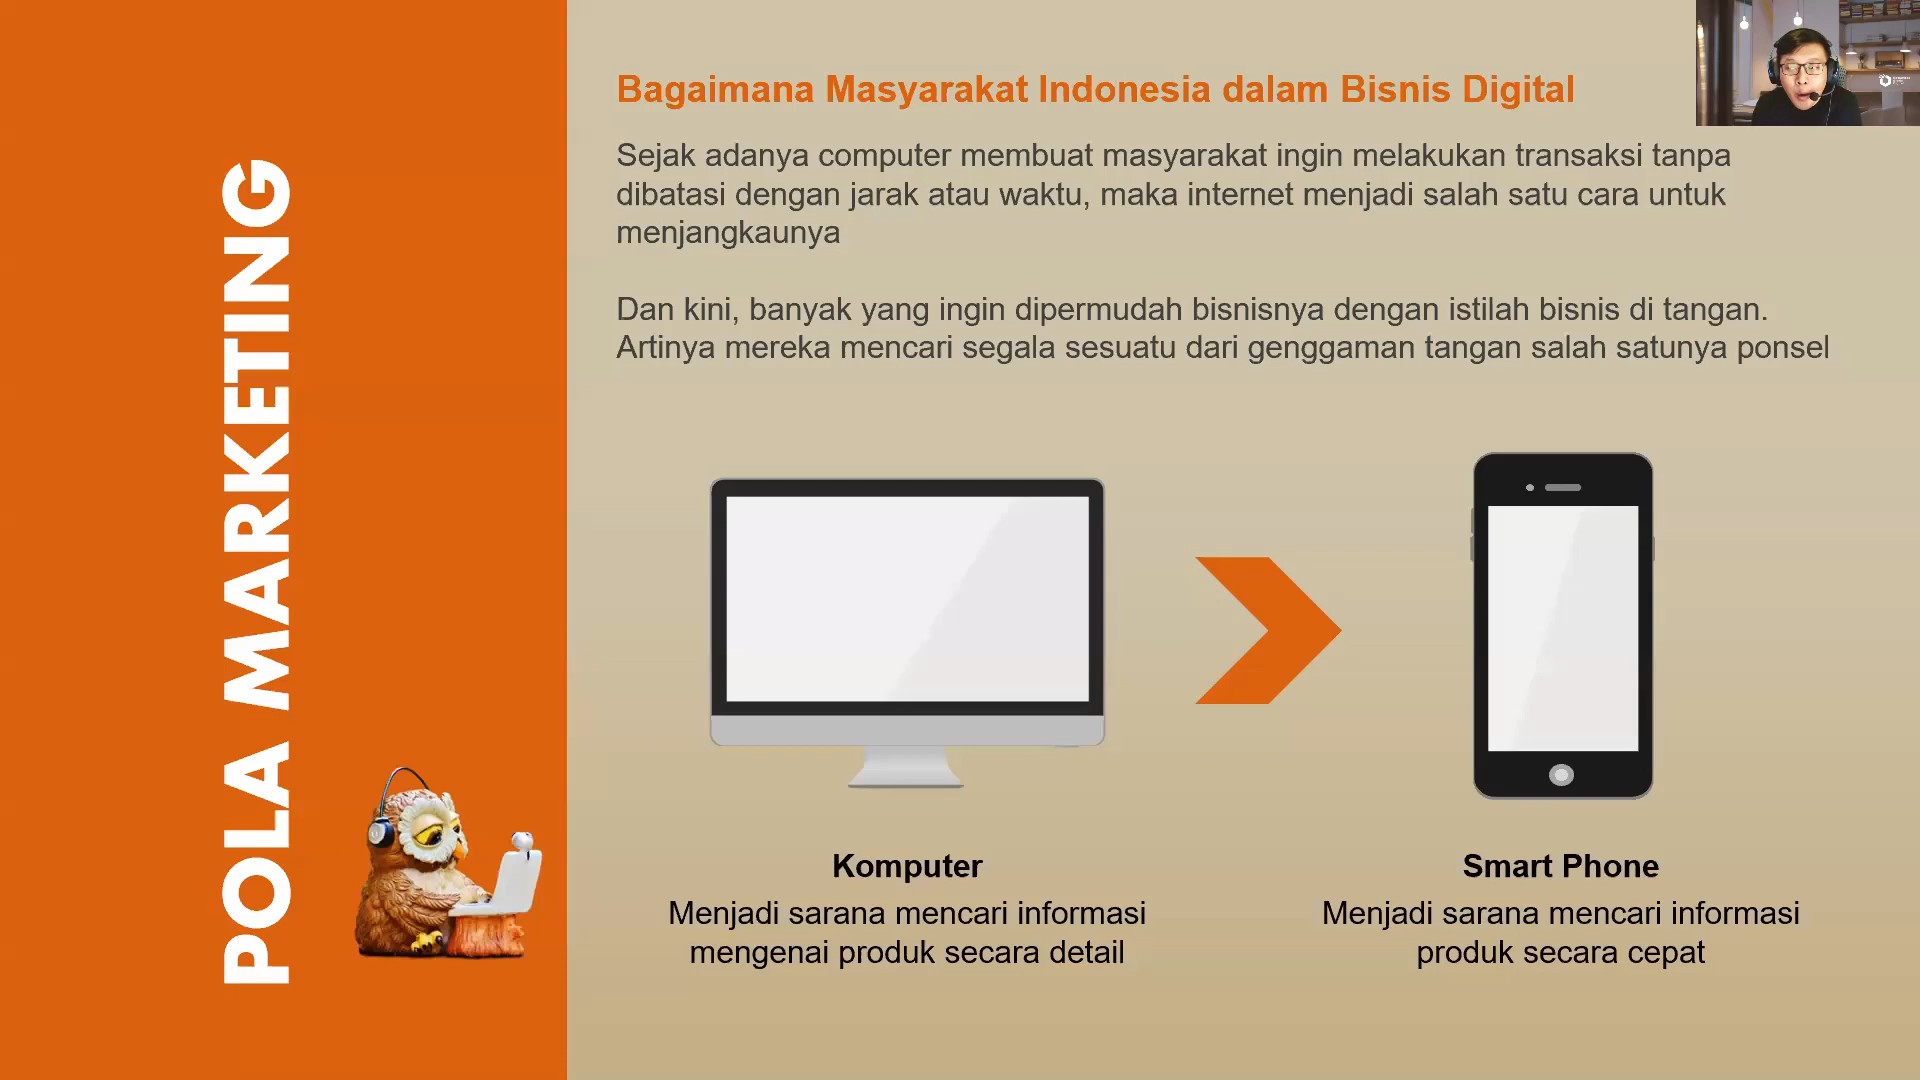 POLA MARKETING
Bagaimana Masyarakat Indonesia dalam Bisnis Digital
Sejak adanya computer membuat masyarakat ingin melakukan transaksi tanpa
dibatasi dengan jarak atau waktu, maka internet menjadi salah satu cara untuk
menjangkaunya
Dan kini, banyak yang ingin dipermudah bisnisnya dengan istilah bisnis di tangan.
Artinya mereka mencari segala sesuatu dari genggaman tangan salah satunya ponsel
Komputer
Menjadi sarana mencari informasi
mengenai produk secara detail
Smart Phone
Menjadi sarana mencari informasi
produk secara cepat